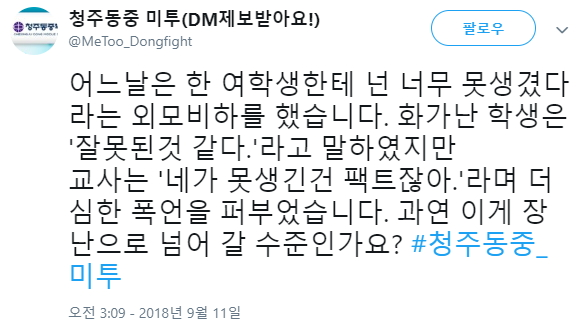 청주동중 미투(DM제보받아요!)
@MeToo_Dongfight
팔로우
어느날은 한 여학생한테 넌 너무 못생겼다
라는 외모비하를 했습니다. 화가난 학생은
'잘못된것 같다.'라고 말하였지만
교사는 '네가 못생긴건 팩트잖아.'라며 더
심한 폭언을 퍼부었습니다. 과연 이게 장
난으로 넘어 갈 수준인가요? #청주동중_
미투
오전 3:09 - 2018년 9월 11일